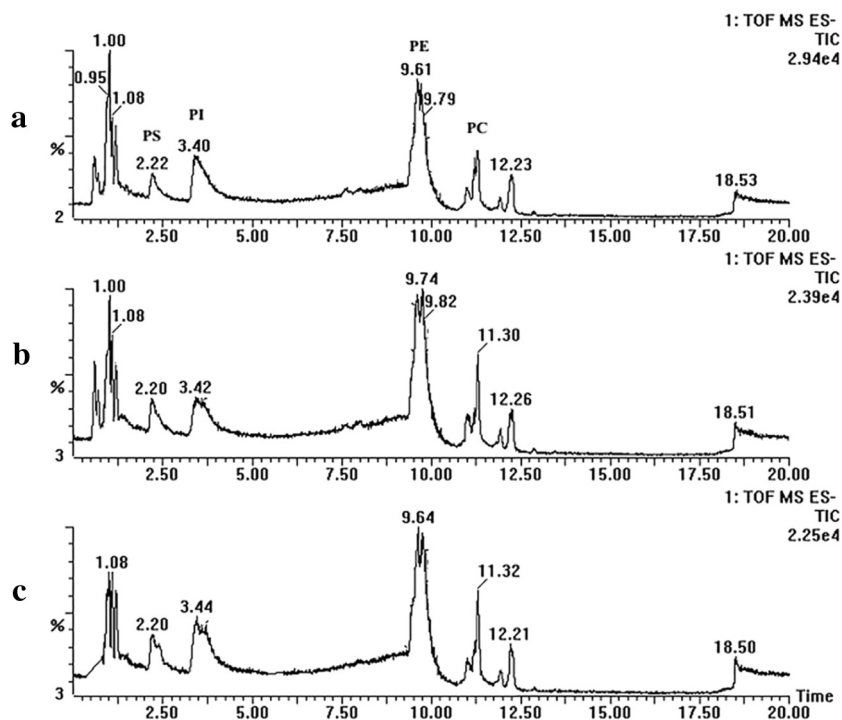 1: TOF MS ES-
TIC
2.94e4
1.00
0.95
1.08
PS
2.22
PI
3.40
PE
9.61
9.79
PC
12.23
18.53
a
%
2
2.50 5.00 7.50 10.00 12.50 15.00 17.50 20.00
1: TOF MS ES-
TIC
2.39e4
1.00
1.08
2.20
3.42
9.74
9.82
11.30
12.26
18.51
b
%
3
2.50 5.00 7.50 10.00 12.50 15.00 17.50 20.00
1: TOF MS ES-
TIC
2.25e4
1.08
2.20
3.44
9.64
11.32
12.21
18.50
c
%
3
Time
2.50 5.00 7.50 10.00 12.50 15.00 17.50 20.00